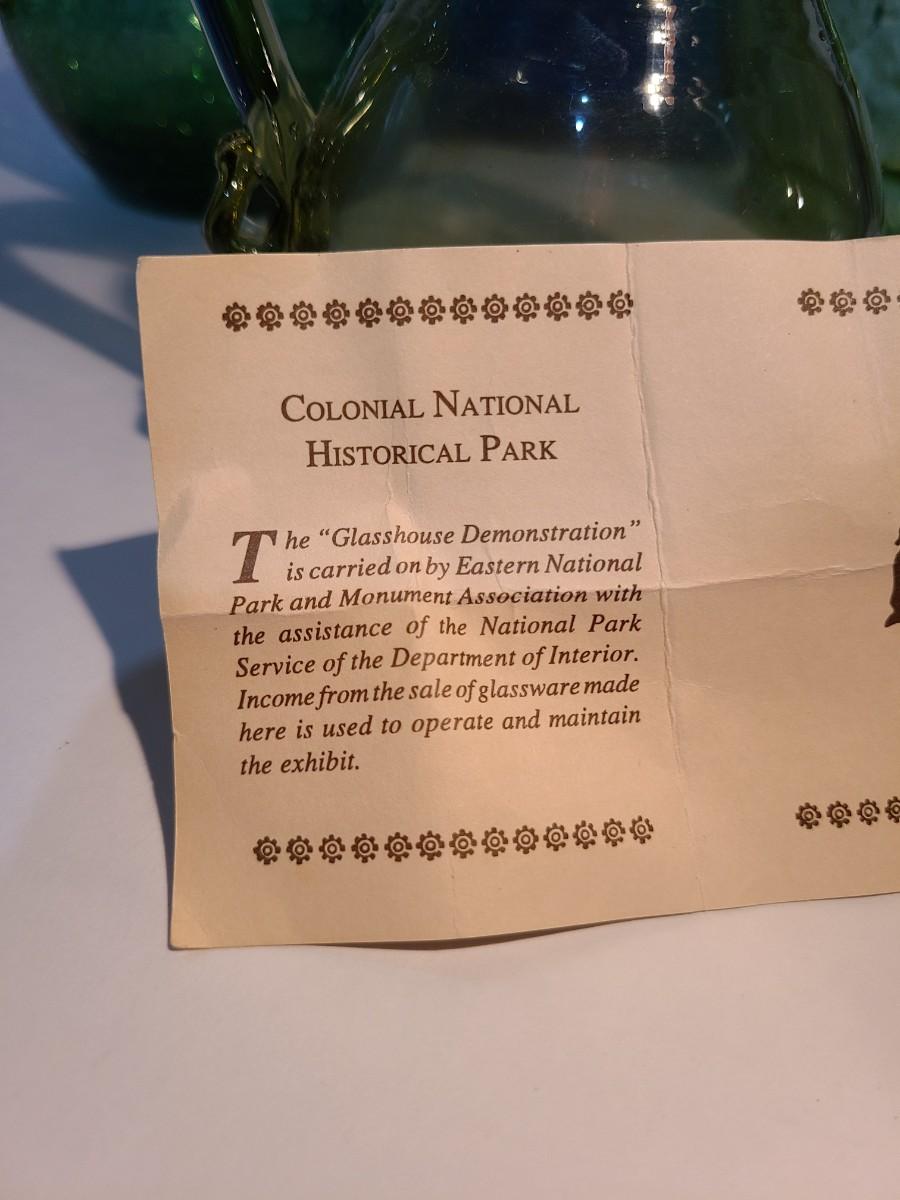 COLONIAL NATIONAL
HISTORICAL PARK
The “Glasshouse Demonstration”
is carried on by Eastern National
Park and Monument Association with
the assistance of the National Park
Service of the Department of Interior.
Income from the sale of glassware made
here is used to operate and maintain
the exhibit.